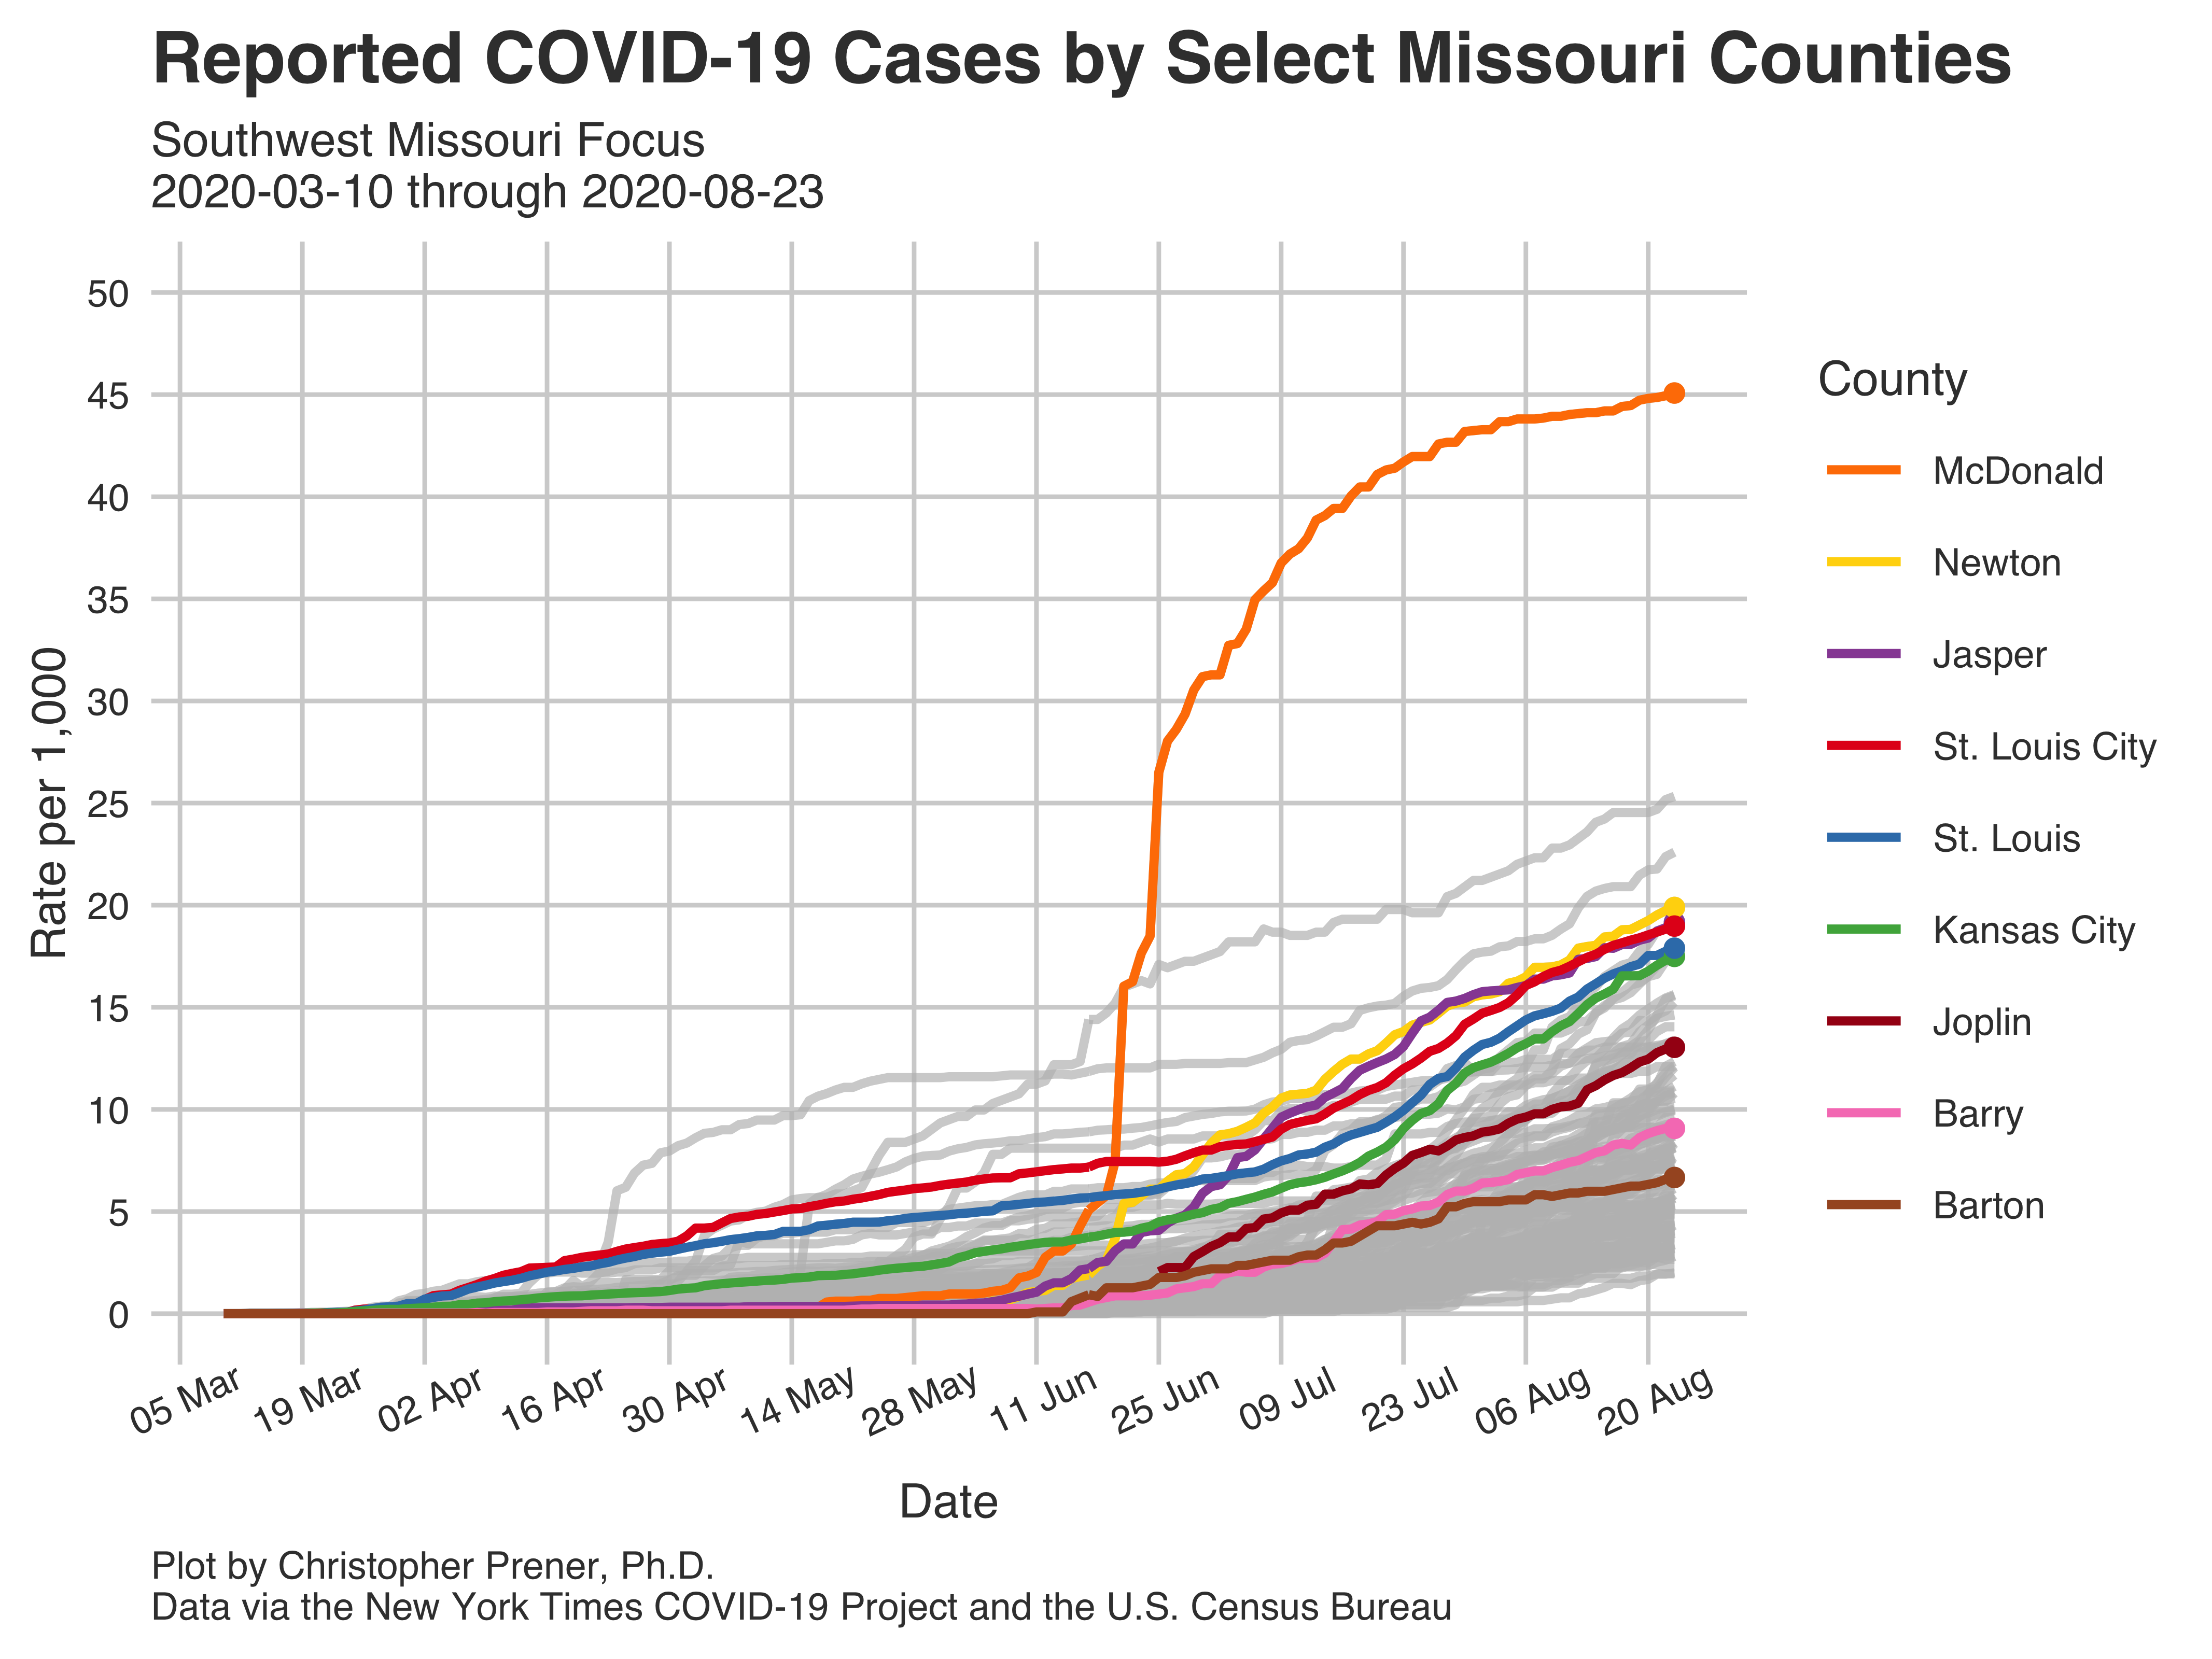 Reported COVID-19 Cases by Select Missouri Counties
Southwest Missouri Focus
2020-03-10 through 2020-08-23
50
45
40
35
30
25
20
15
10
5
0
Rate per 1,000
05 Mar
19 Mar
02 Apr
16 Apr
30 Apr
14 May
28 May
11 Jun
25 Jun
09 Jul
23 Jul
06 Aug
20 Aug
Date
County
McDonald
Newton
Jasper
St. Louis City
St. Louis
Kansas City
Joplin
Barry
Barton
Plot by Christopher Prener, Ph.D.
Data via the New York Times COVID-19 Project and the U.S. Census Bureau